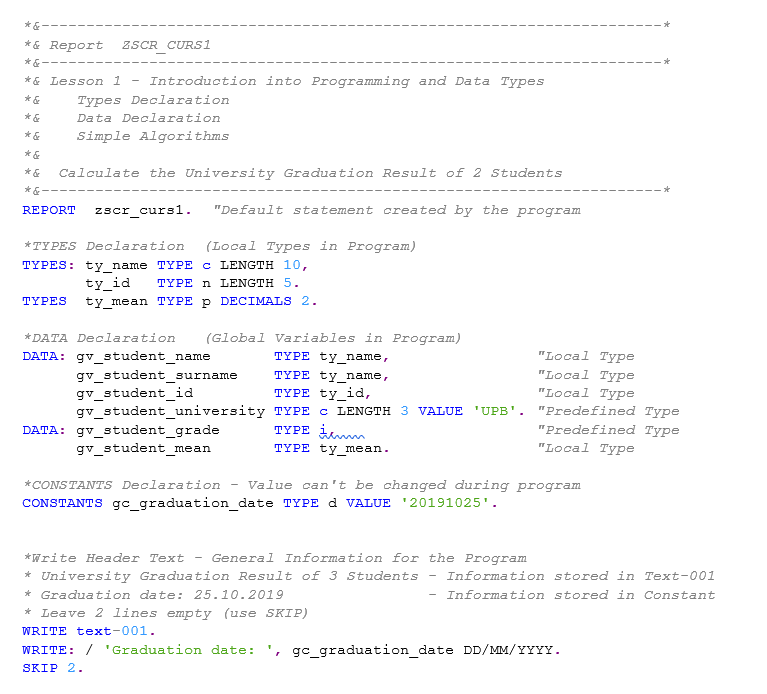 *&---------------------------------------------------------------------*
*& Report  ZSCR_CURS1
*&---------------------------------------------------------------------*
*& Lesson 1 - Introduction into Programming and Data Types
*&    Types Declaration
*&    Data Declaration
*&    Simple Algorithms
*&
*&  Calculate the University Graduation Result of 2 Students
*&---------------------------------------------------------------------*
REPORT  zscr_curs1.  "Default statement created by the program

*TYPES Declaration  (Local Types in Program)
TYPES: ty_name TYPE c LENGTH 10,
       ty_id   TYPE n LENGTH 5.
TYPES  ty_mean TYPE p DECIMALS 2.

*DATA Declaration   (Global Variables in Program)
DATA: gv_student_name       TYPE ty_name,                "Local Type
      gv_student_surname    TYPE ty_name,                "Local Type
      gv_student_id         TYPE ty_id,                  "Local Type
      gv_student_university TYPE c LENGTH 3 VALUE 'UPB'. "Predefined Type
DATA: gv_student_grade      TYPE i,                      "Predefined Type
      gv_student_mean       TYPE ty_mean.                "Local Type

*CONSTANTS Declaration - Value can't be changed during program
CONSTANTS gc_graduation_date TYPE d VALUE '20191025'.


*Write Header Text - General Information for the Program
* University Graduation Result of 3 Students - Information stored in Text-001
* Graduation date: 25.10.2019                - Information stored in Constant
* Leave 2 lines empty (use SKIP)
WRITE text-001.
WRITE: / 'Graduation date: ', gc_graduation_date DD/MM/YYYY.
SKIP 2.